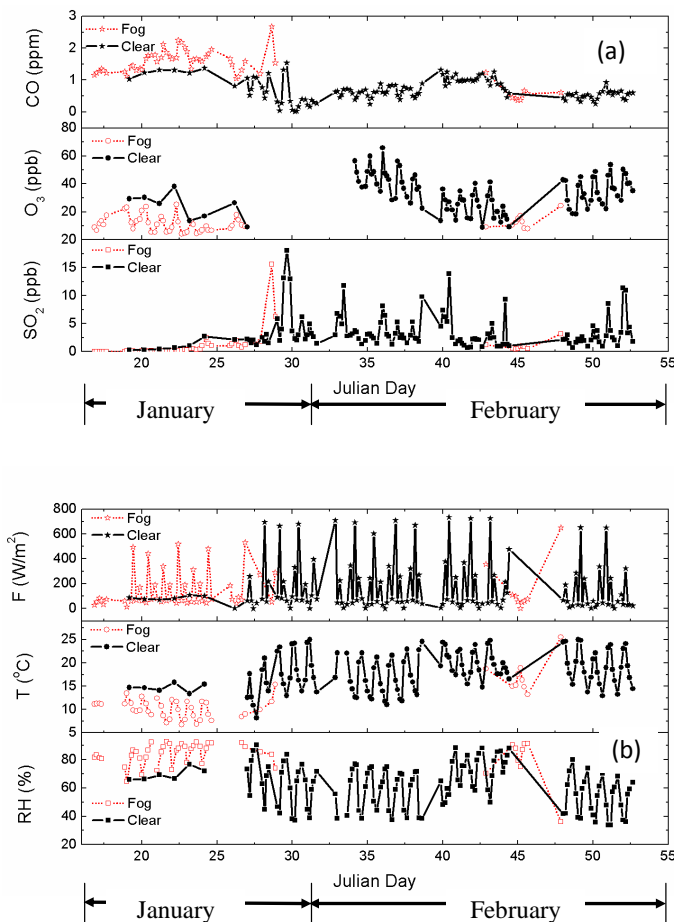 3
Fog
Clear
(a)
2
CO (ppm)
1
0
80
Fog
Clear
60
O3 (ppb)
40
20
Fog
Clear
15
SO2 (ppb)
10
5
0
20 25 30 35 40 45 50 55
Julian Day
January February
800
Fog
Clear
600
F (W/m²)
400
200
0
25
Fog
Clear
20
T (°C)
15
10
5
100
(b)
80
RH (%)
60
Fog
Clear
40
20
20 25 30 35 40 45 50 55
Julian Day
January February